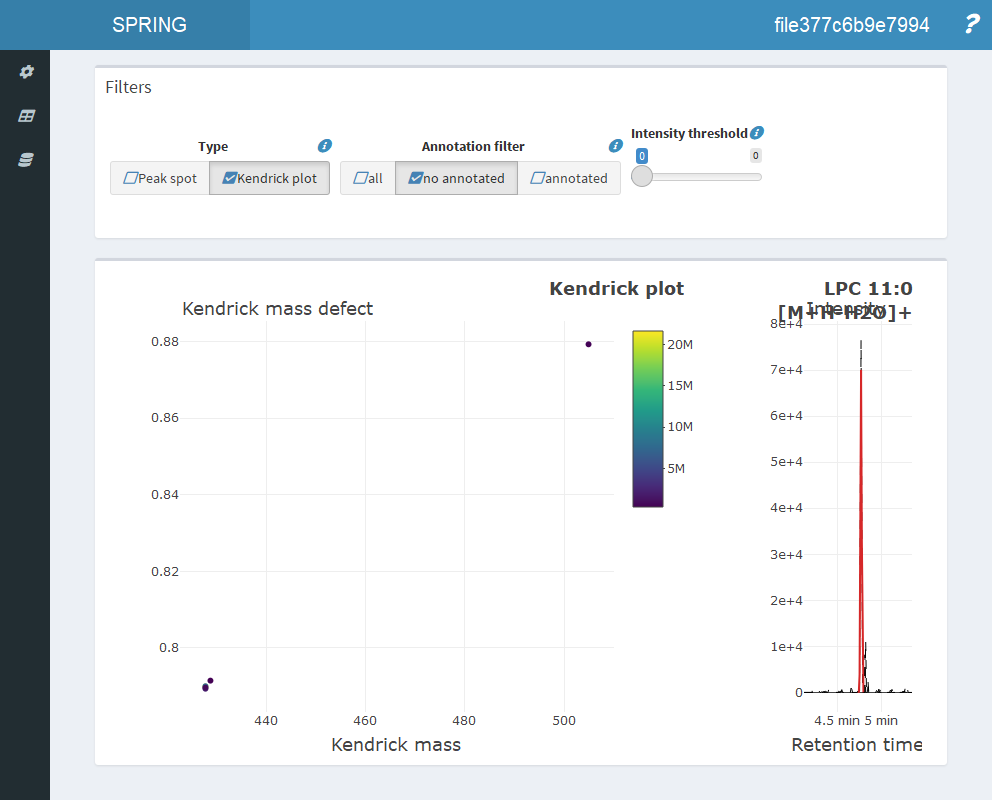 SPRING
file377c6b9e7994
?
Filters
Type
i
Peak spot
Kendrick plot
Annotation filter
i
all
no annotated
annotated
Intensity threshold
i
0
0
Kendrick plot
Kendrick mass defect
0.88
0.86
0.84
0.82
0.8
440
460
480
500
Kendrick mass
20M
15M
10M
5M
LPC 11:0
[M+H-H2O]+
Intensity
8e+4
7e+4
6e+4
5e+4
4e+4
3e+4
2e+4
1e+4
0
4.5 min 5 min
Retention time